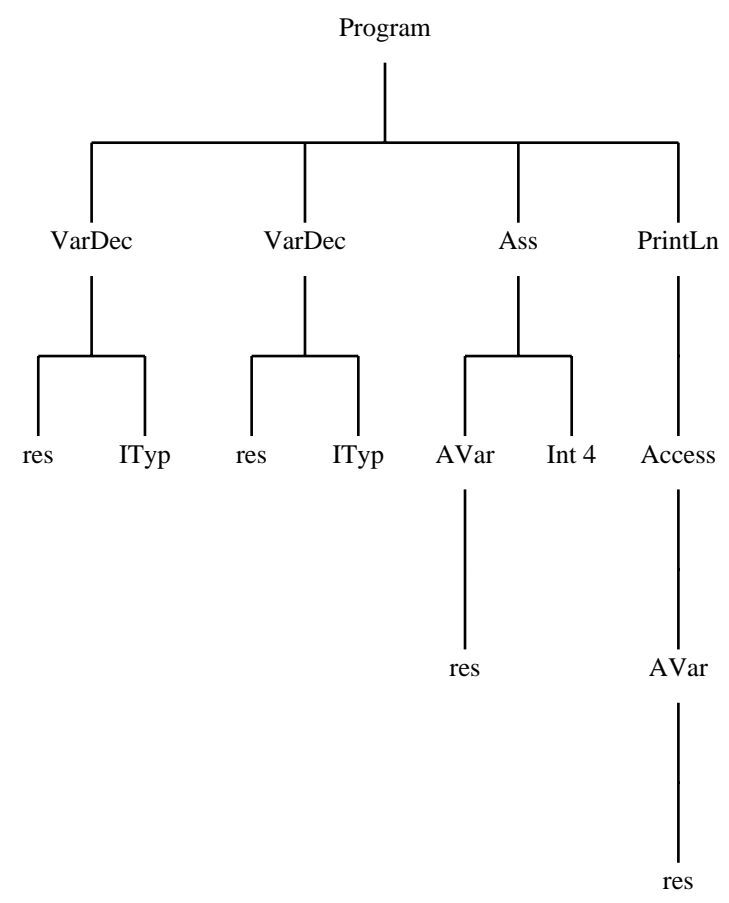 Program
VarDec VarDec Ass PrintLn
res ITyp res ITyp AVar Int 4 Access
res AVar
res